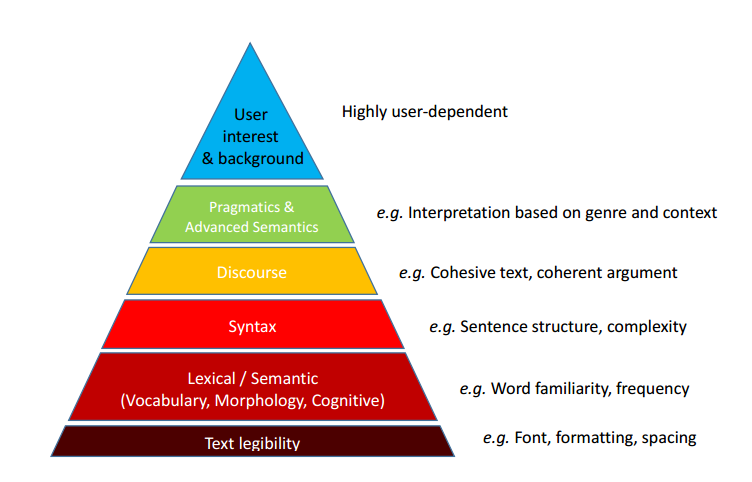 User
interest
& background
Highly user-dependent
Pragmatics &
Advanced Semantics
e.g. Interpretation based on genre and context
Discourse
e.g. Cohesive text, coherent argument
Syntax
e.g. Sentence structure, complexity
Lexical / Semantic
(Vocabulary, Morphology, Cognitive)
e.g. Word familiarity, frequency
Text legibility
e.g. Font, formatting, spacing